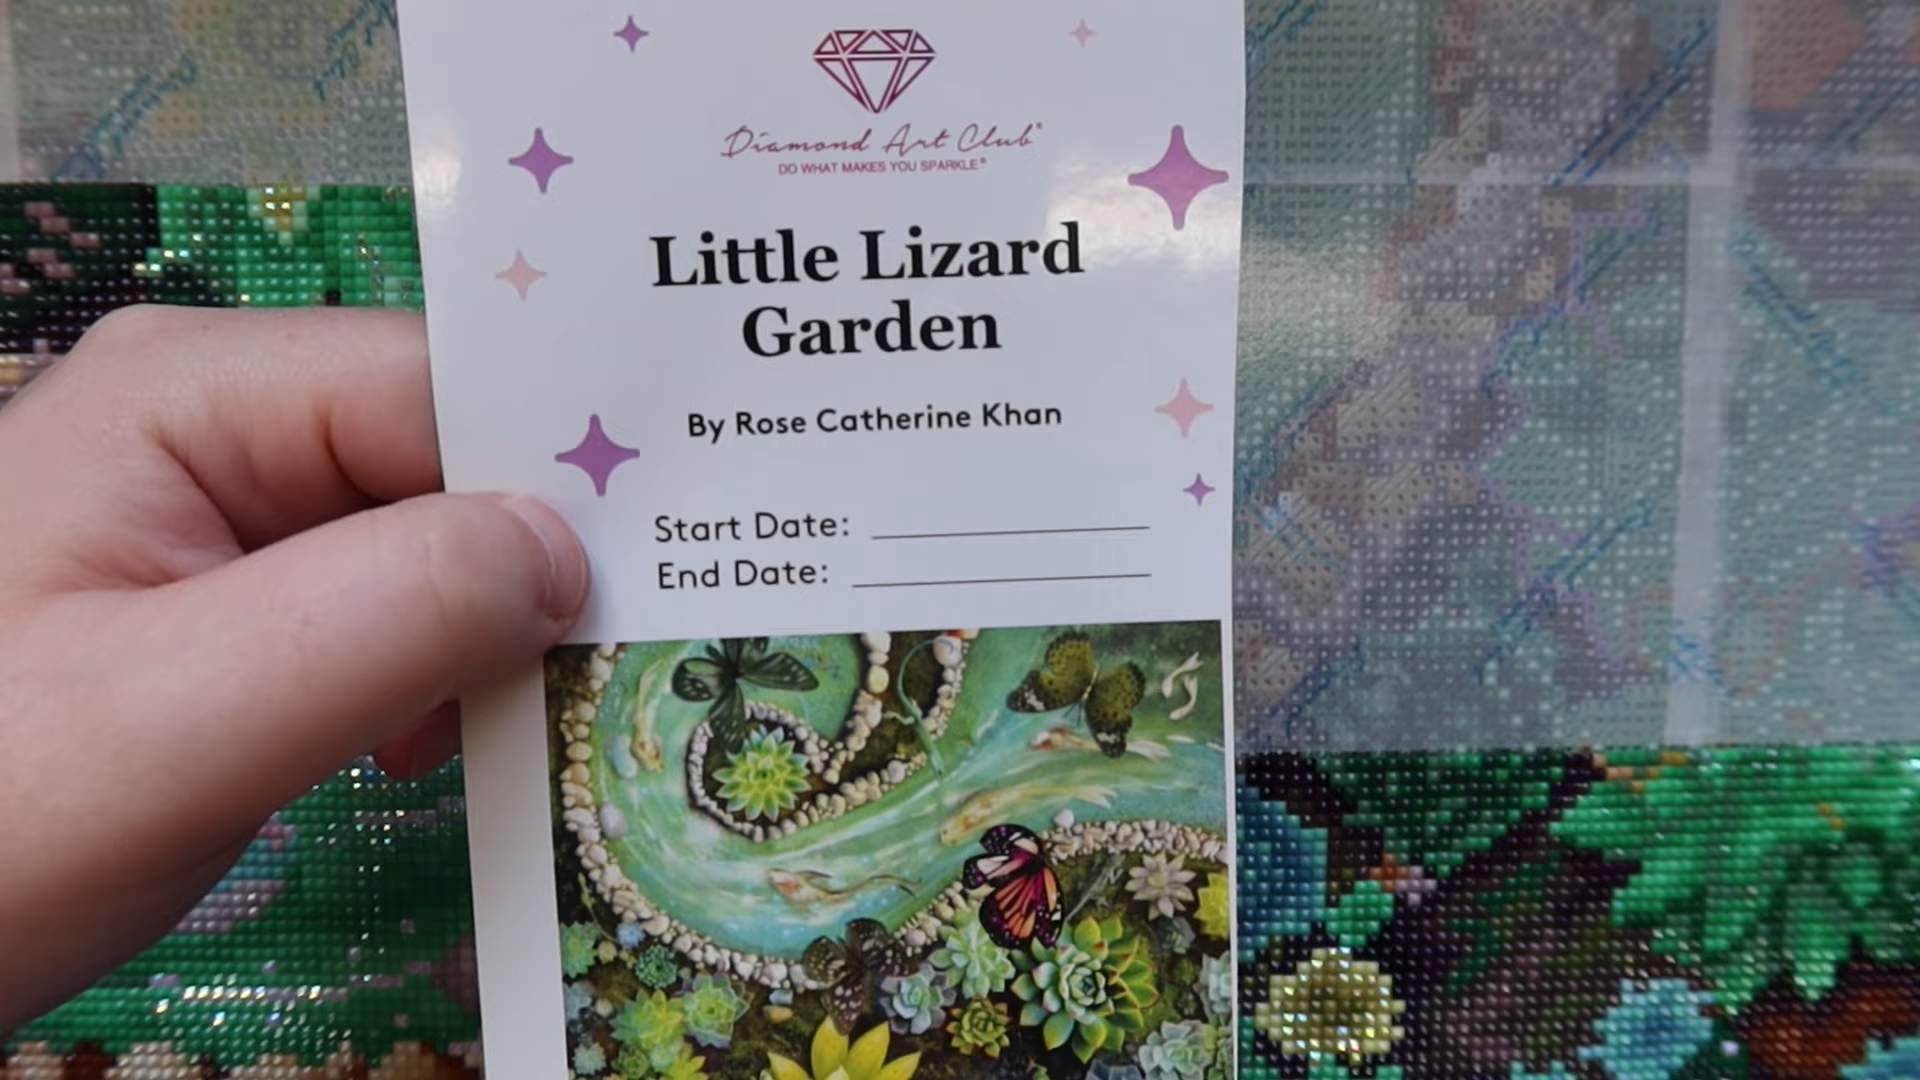 Diamond Art Club®
DO WHAT MAKES YOU SPARKLE®
Little Lizard
Garden
By Rose Catherine Khan
Start Date: 
End Date: